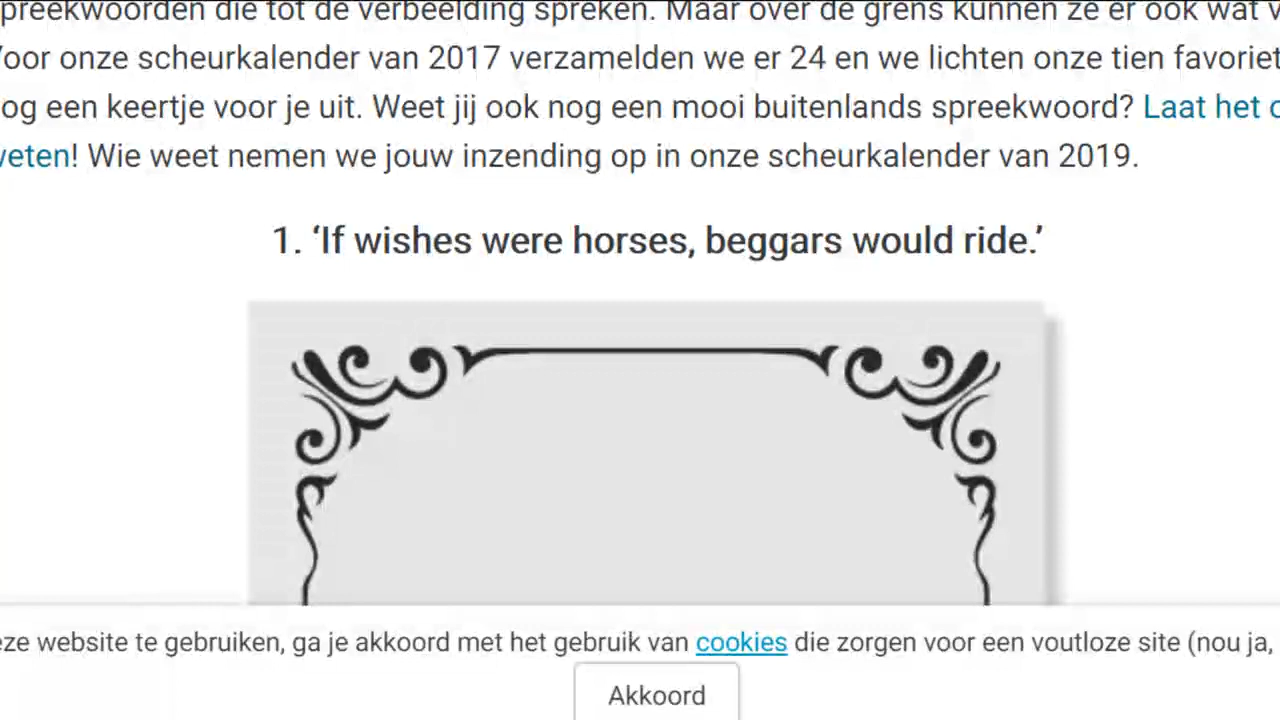 preekwoorden die tot de verbeelding spreken. Maar over de grens kunnen ze er ook wat v
oor onze scheurkalender van 2017 verzamelden we er 24 en we lichten onze tien favoriet
og een keertje voor je uit. Weet jij ook nog een mooi buitenlands spreekwoord? Laat het
weten! Wie weet nemen we jouw inzending op in onze scheurkalender van 2019.
1. ‘If wishes were horses, beggars would ride.’
eze website te gebruiken, ga je akkoord met het gebruik van cookies die zorgen voor een voutloze site (nou ja,
Akkoord